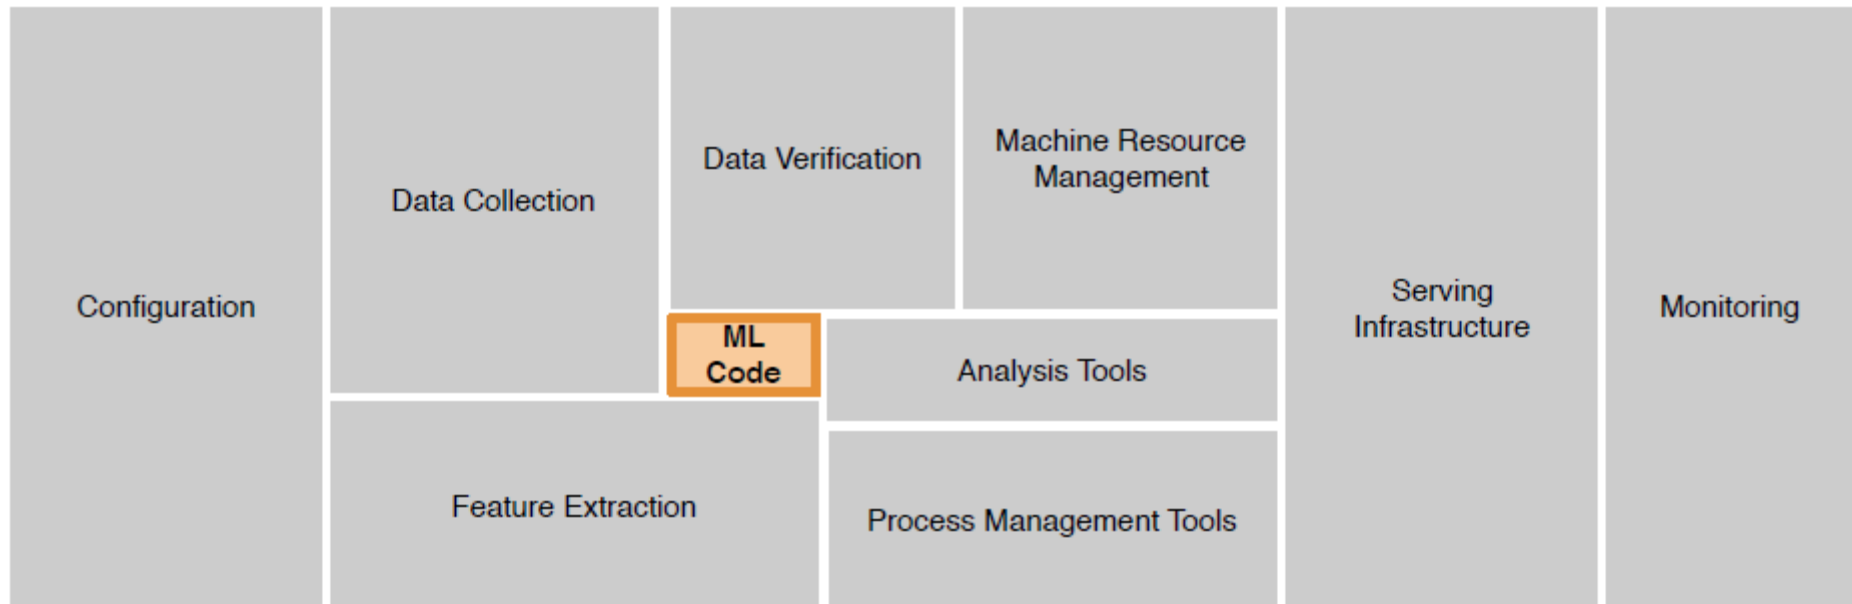 Configuration
Data Collection
Data Verification
Machine Resource
Management
ML
Code
Analysis Tools
Feature Extraction
Process Management Tools
Serving
Infrastructure
Monitoring